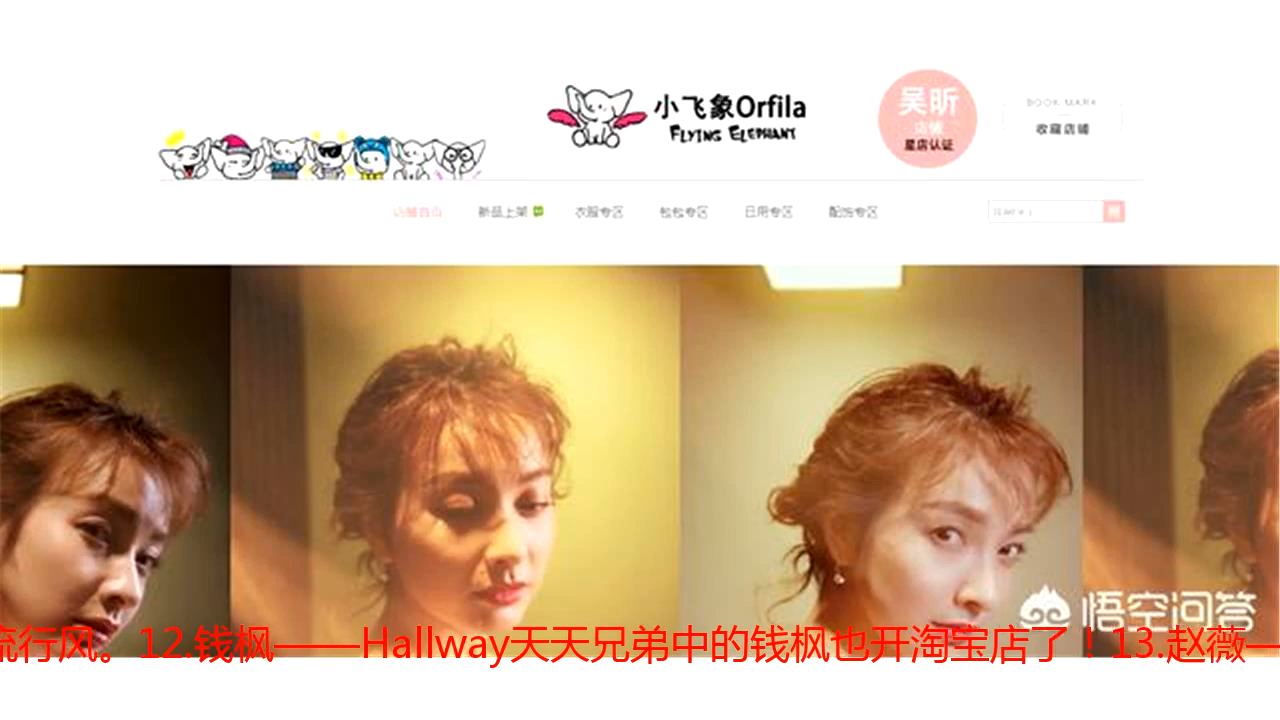 小飞象Orfila
FLYING ELEPHANT
吴昕
店铺
星店认证
BOOK MARK
收藏店铺
店铺首页 新品上架 衣服专区 包包专区 日用专区 配饰专区
悟空问答
流行风。12.钱枫——Hallway天天兄弟中的钱枫也开淘宝店了！13.赵薇—